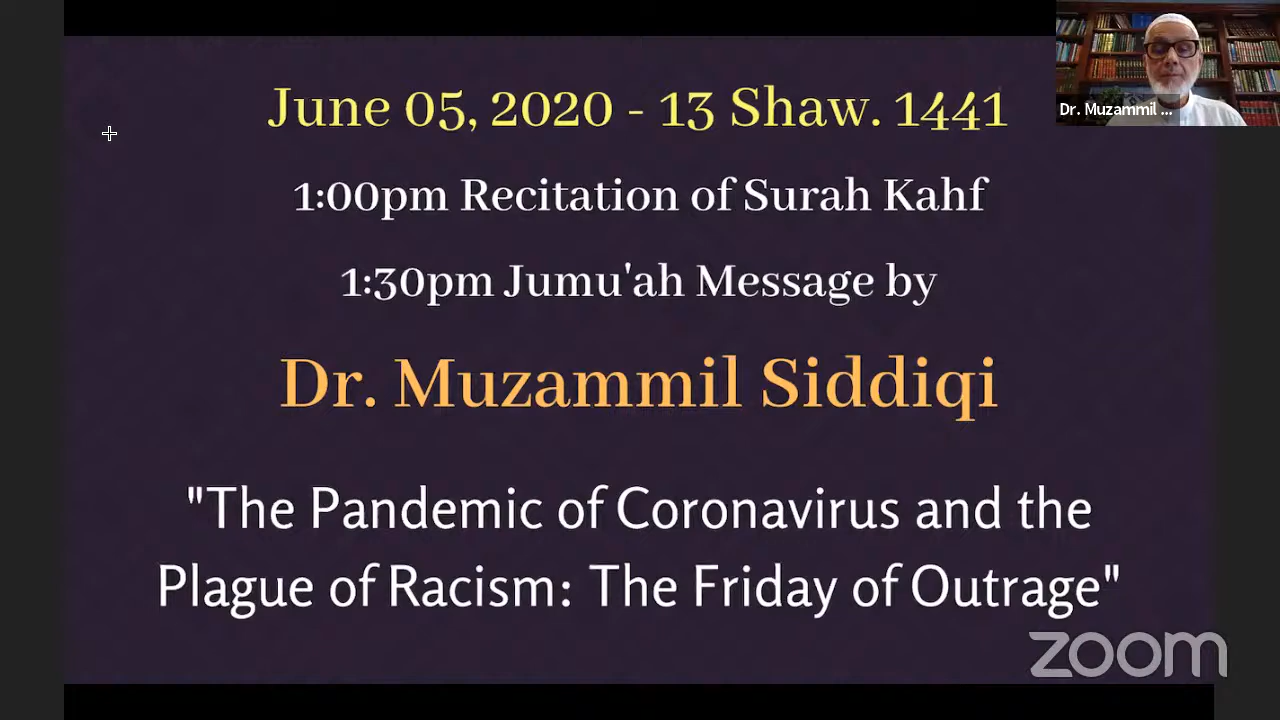 June 05, 2020 - 13 Shaw. 1441
Dr. Muzammil ...
1:00pm Recitation of Surah Kahf
1:30pm Jumu'ah Message by
Dr. Muzammil Siddiqi
"The Pandemic of Coronavirus and the
Plague of Racism: The Friday of Outrage"
zoom